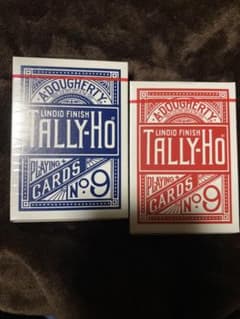 A. DOUGHERTY
LINOID FINISH
TALLY-HO
PLAYING
CARDS
No. 9
A. DOUGHERTY
LINOID FINISH
TALLY-HO
PLAYING
CARDS
No. 9